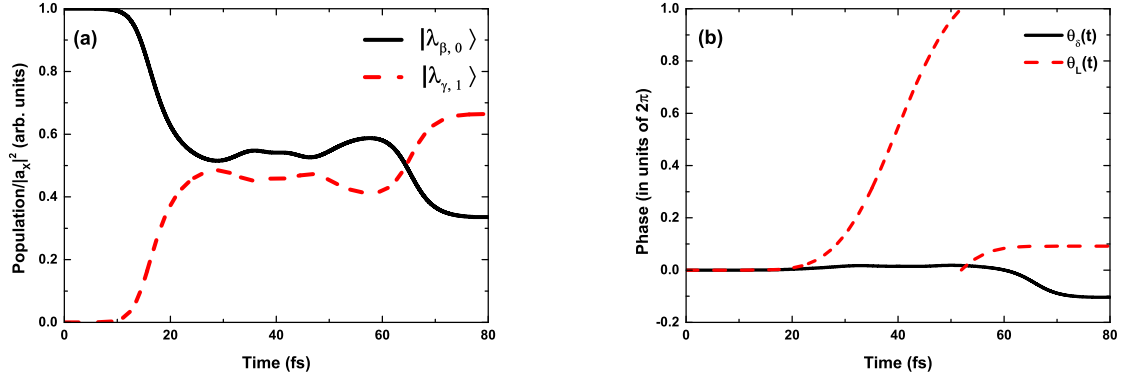 (a)
|λβ, 0 ⟩
|λγ, 1 ⟩
Population/|aX|² (arb. units)
1.0
0.8
0.6
0.4
0.2
0.0
0
20
40
60
80
Time (fs)
(b)
θδ(t)
θL(t)
Phase (in units of 2π)
1.0
0.8
0.6
0.4
0.2
0.0
-0.2
0
20
40
60
80
Time (fs)